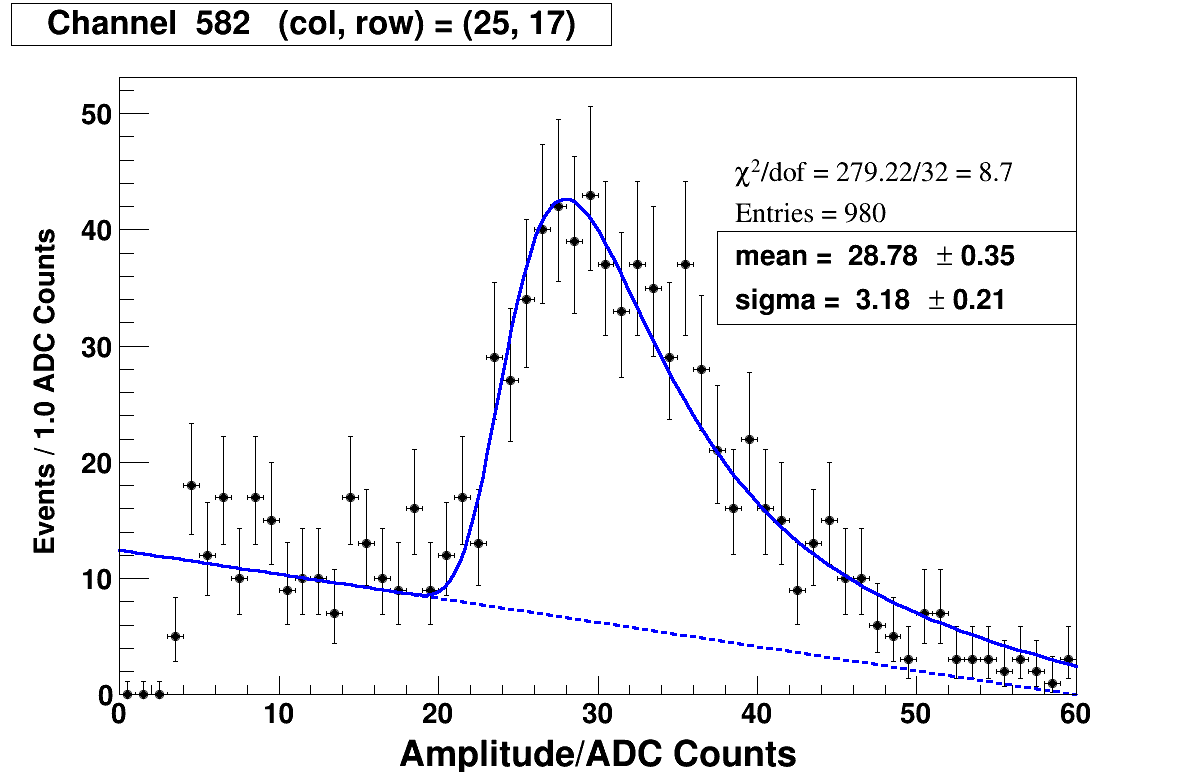 Channel 582 (col, row) = (25, 17)
χ²/dof = 279.22/32 = 8.7
Entries = 980
mean = 28.78 ± 0.35
sigma = 3.18 ± 0.21
Events / 1.0 ADC Counts
50
40
30
20
10
0
0 10 20 30 40 50 60
Amplitude/ADC Counts